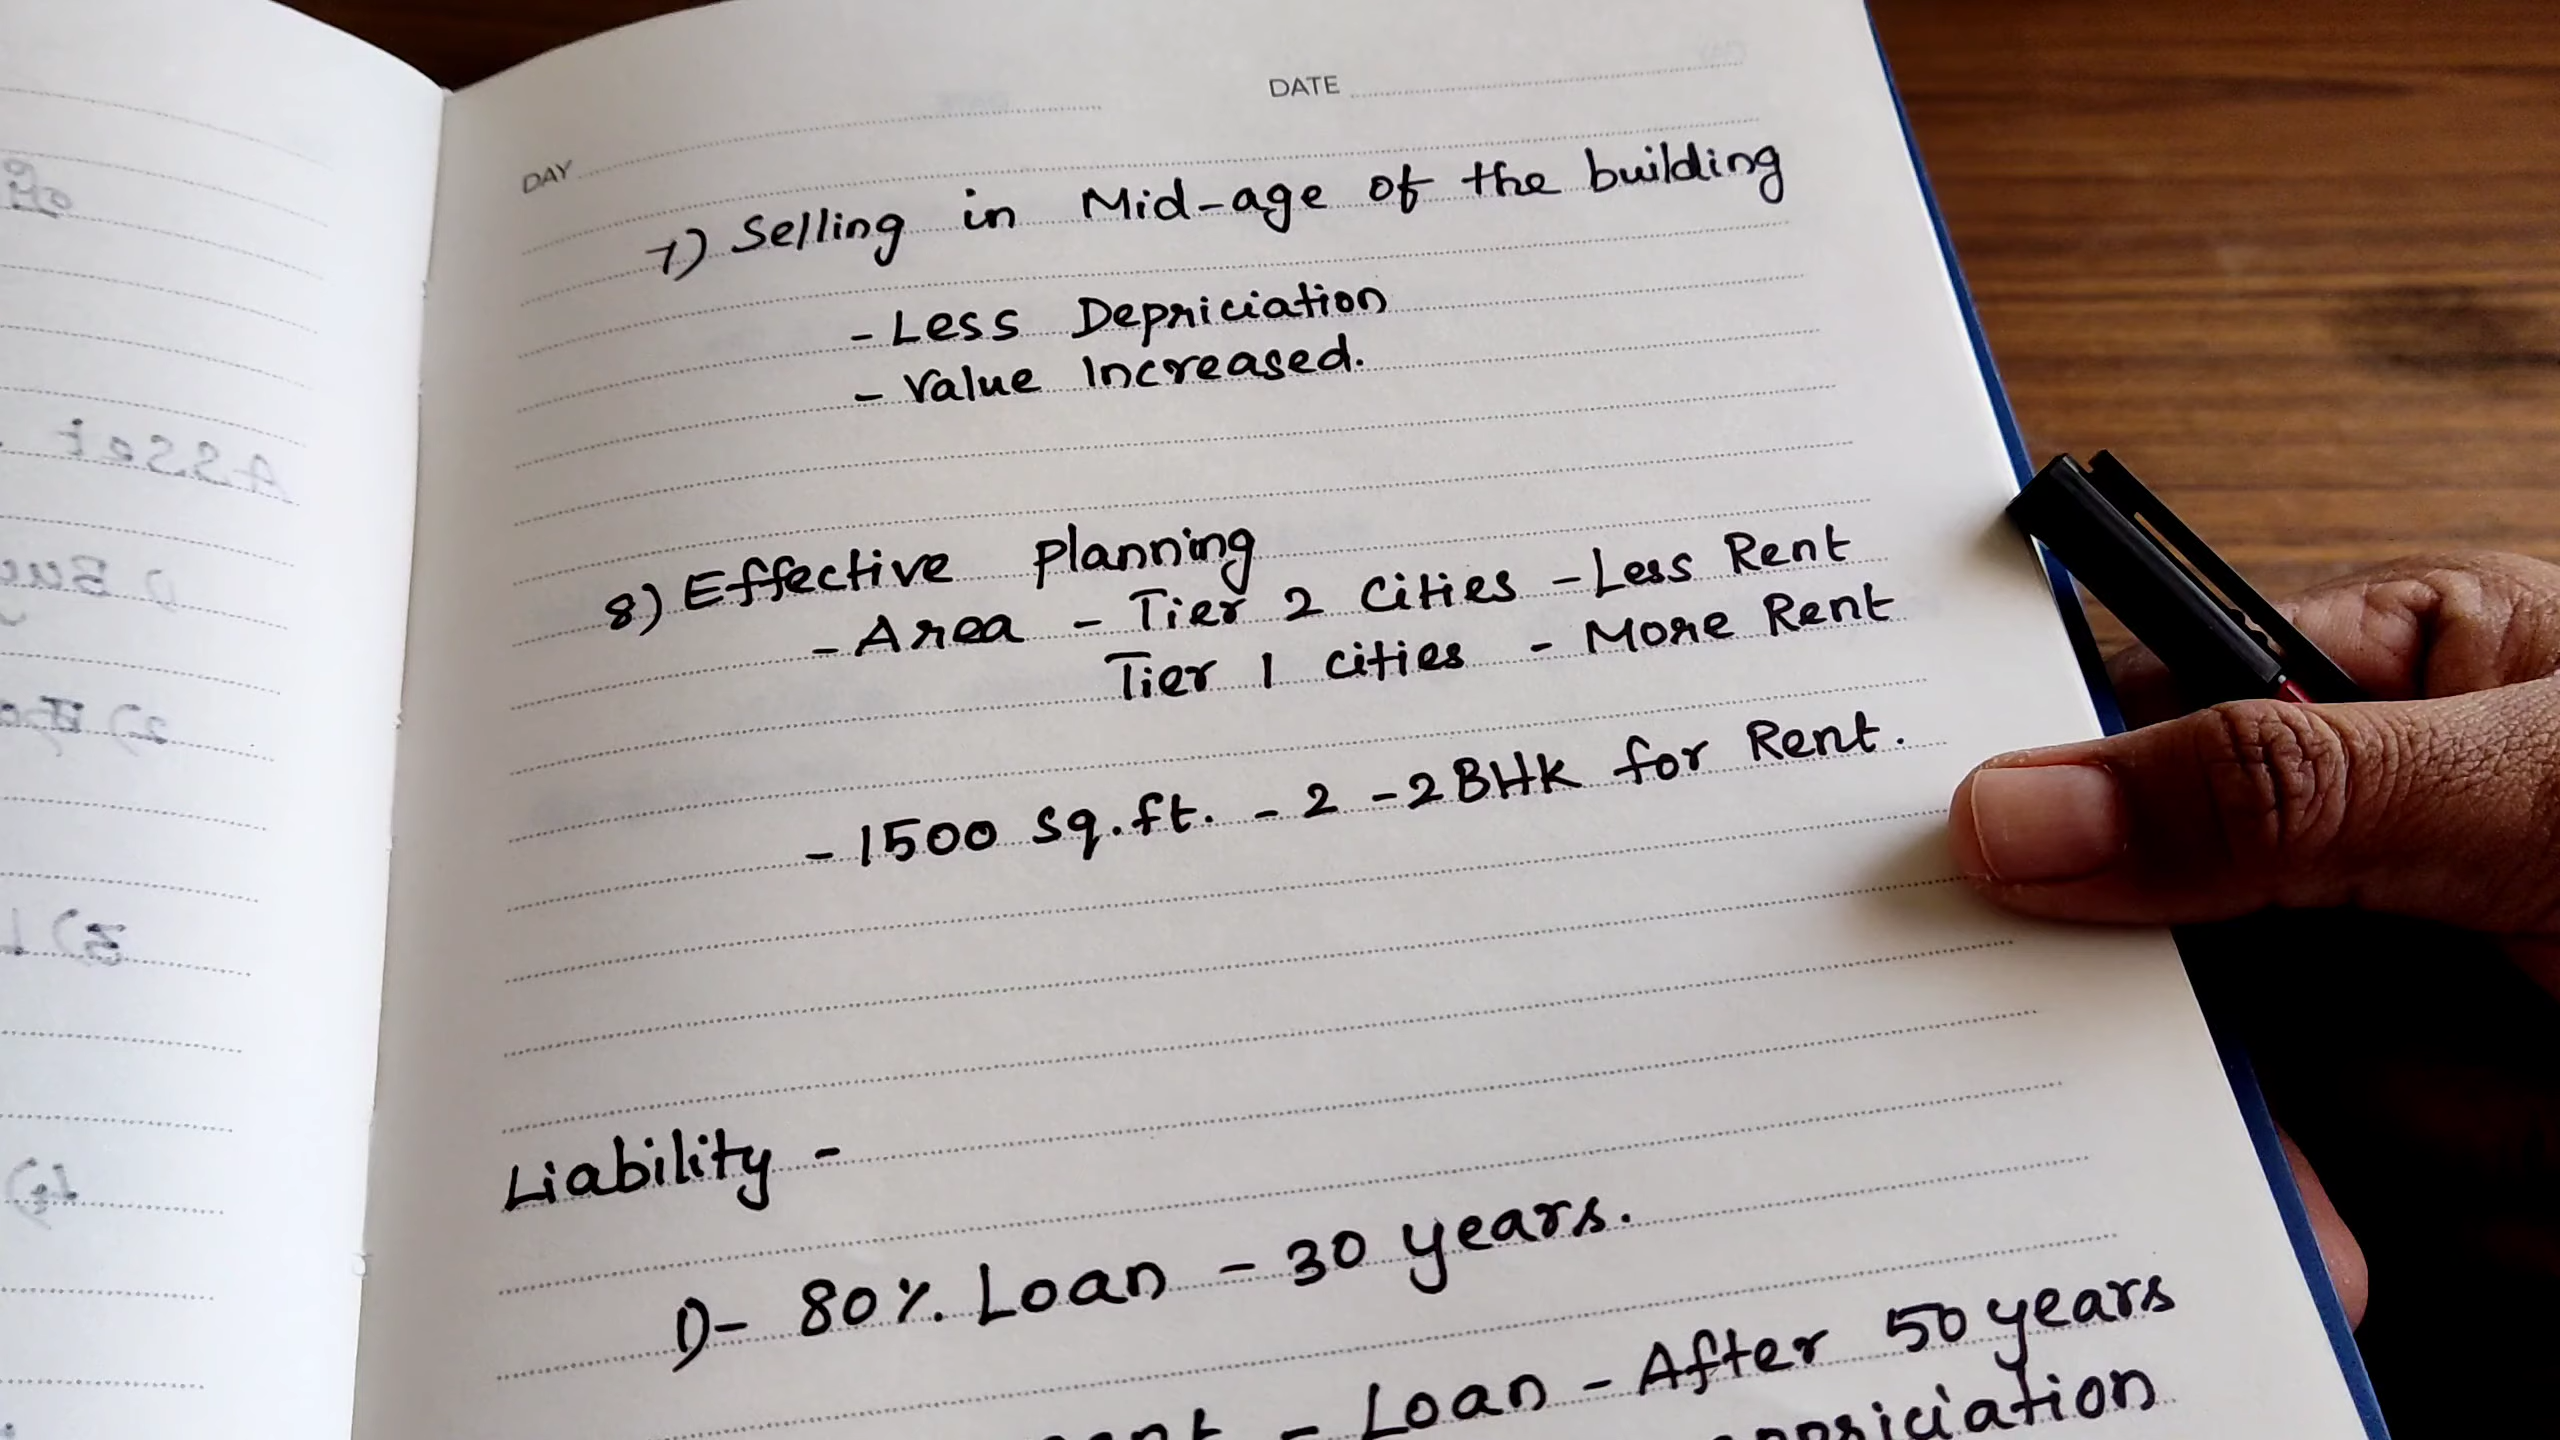 DAY DATE
7) Selling in Mid-age of the building
- Less Depriciation
- Value Increased.
8) Effective planning
- Area - Tier 2 Cities - Less Rent
Tier 1 cities - More Rent
- 1500 sq.ft. - 2 - 2BHK for Rent.
Liability -
1)- 80% Loan - 30 years.
- Loan - After 50 years